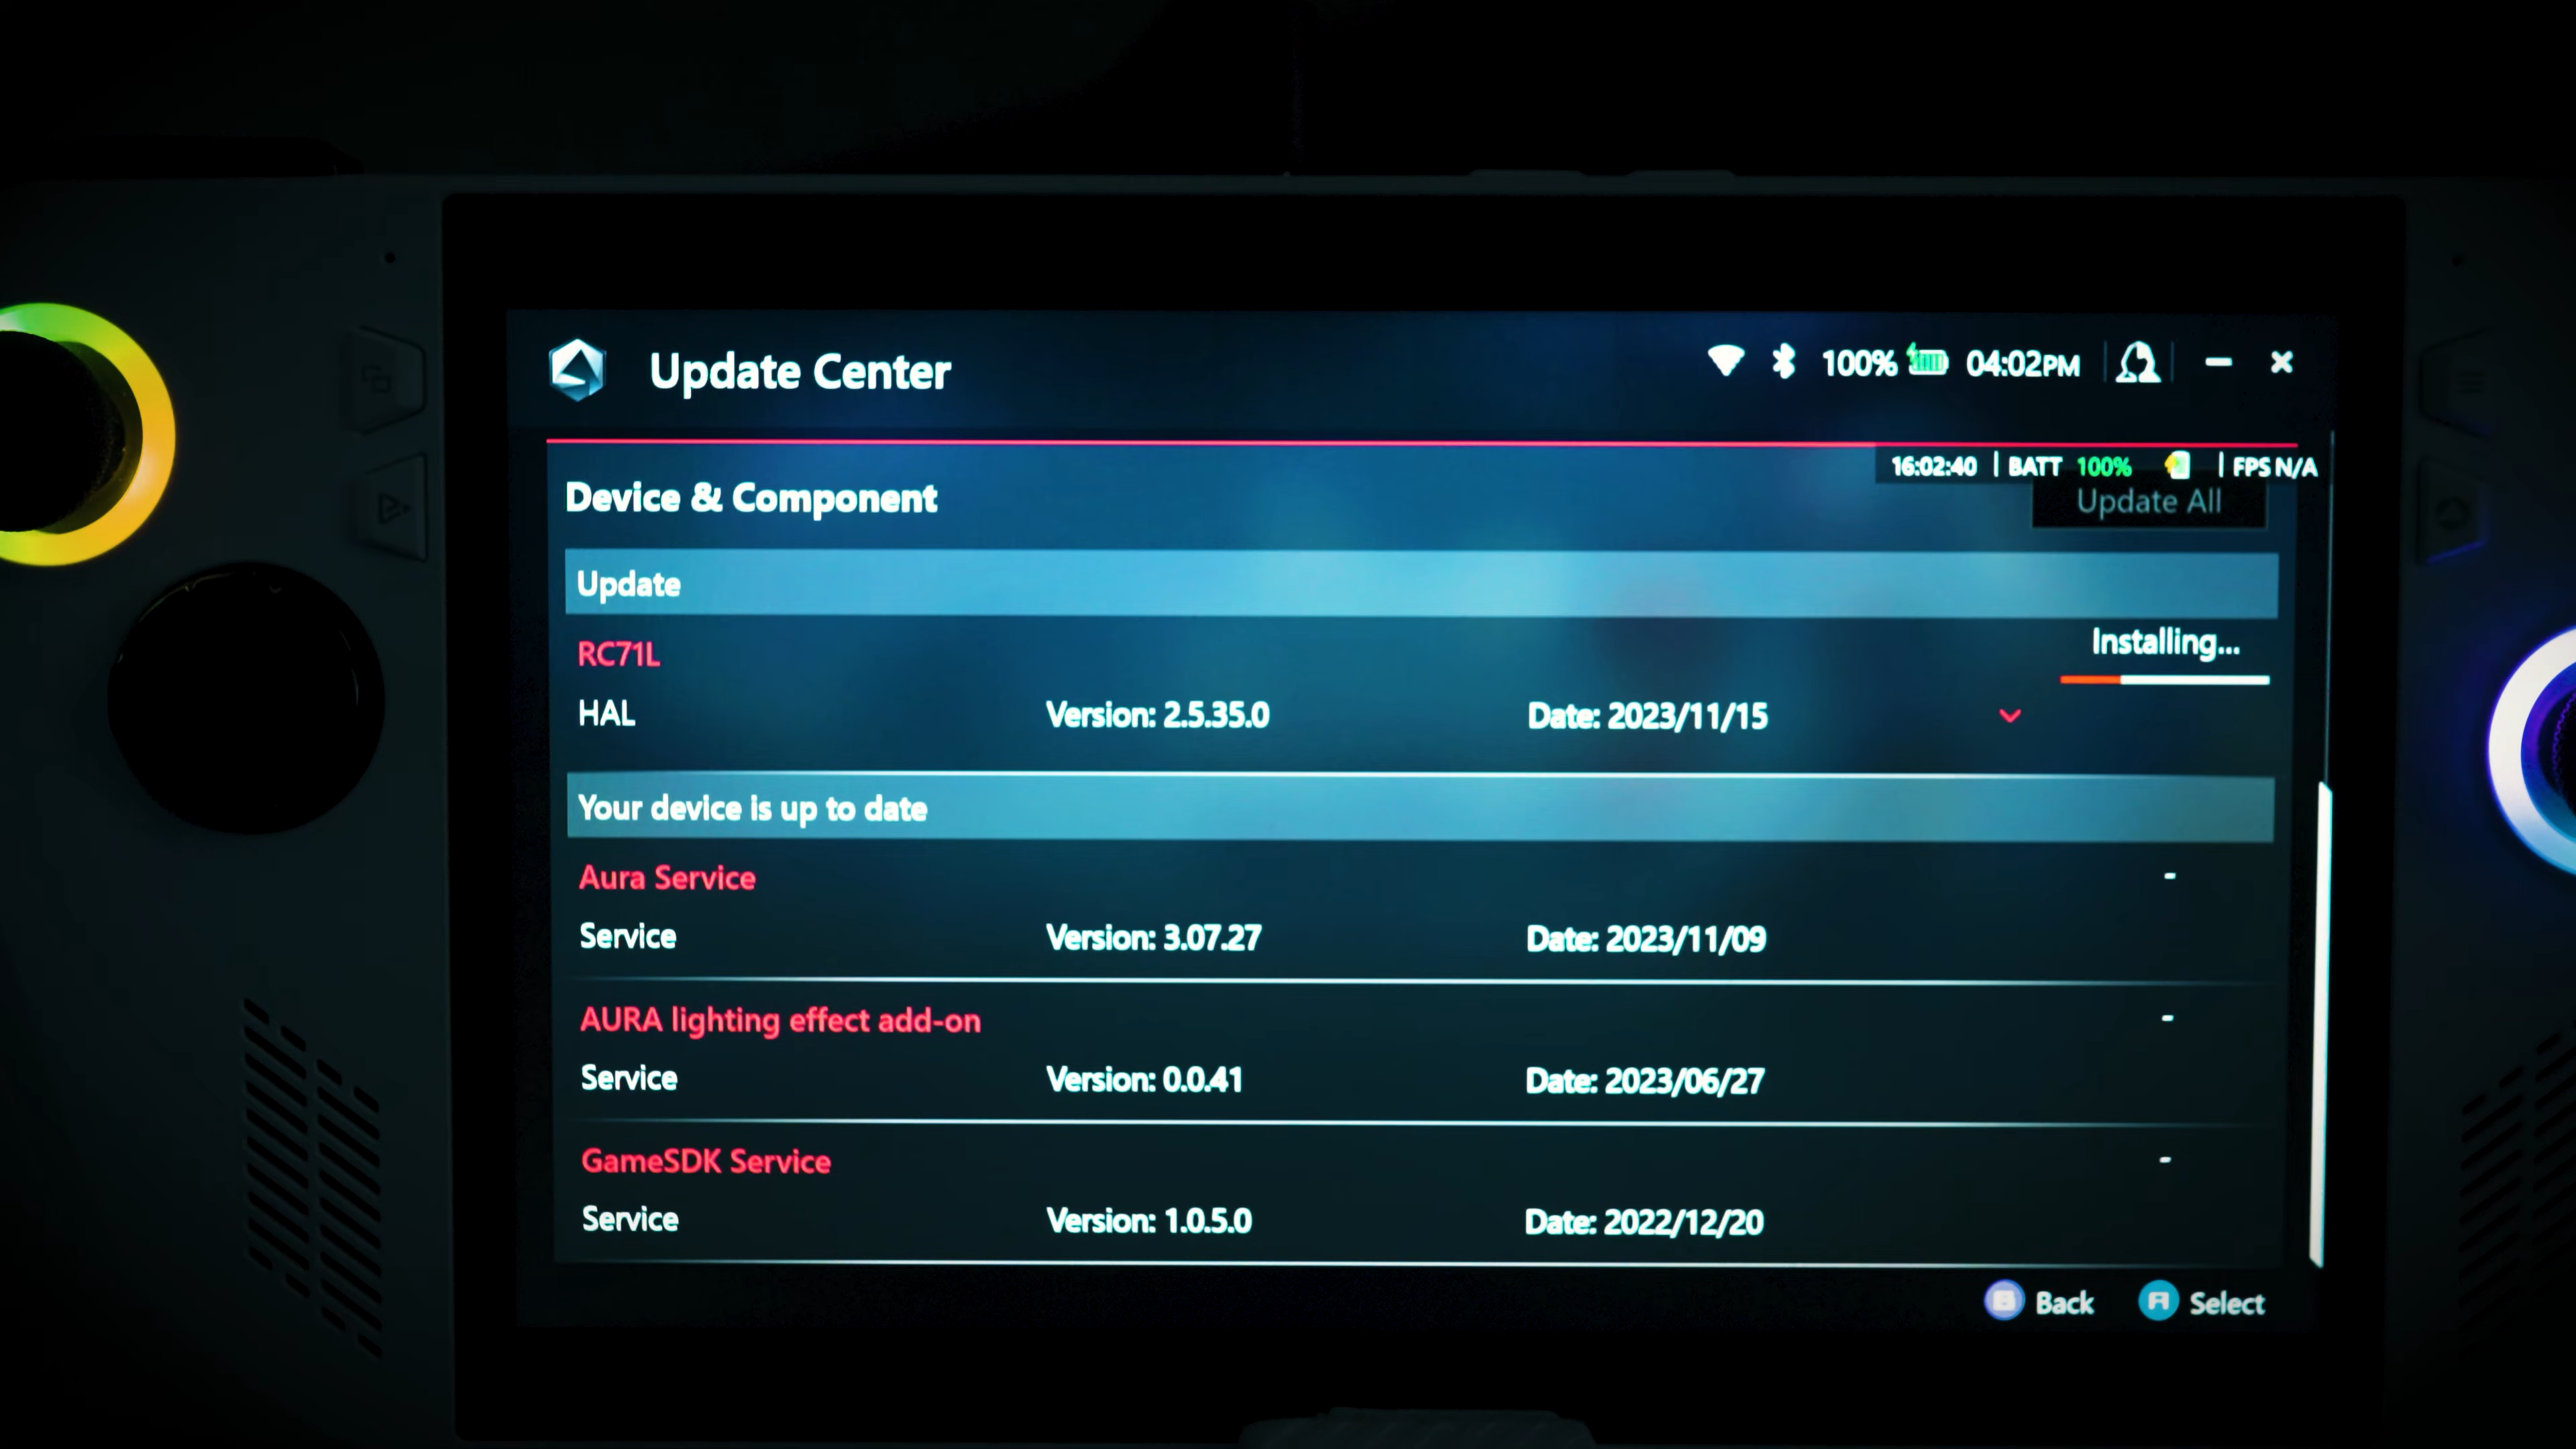 Update Center
100% 04:02PM
16:02:40 | BATT 100% | FPS N/A
Device & Component
Update All
Update
RC71L
Installing...
HAL Version: 2.5.35.0 Date: 2023/11/15
Your device is up to date
Aura Service -
Service Version: 3.07.27 Date: 2023/11/09
AURA lighting effect add-on -
Service Version: 0.0.41 Date: 2023/06/27
GameSDK Service -
Service Version: 1.0.5.0 Date: 2022/12/20
B Back A Select